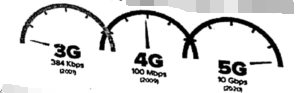 3G
384 Kbps
(2001)
4G
100 Mbps
(2009)
5G
10 Gbps
(2020)